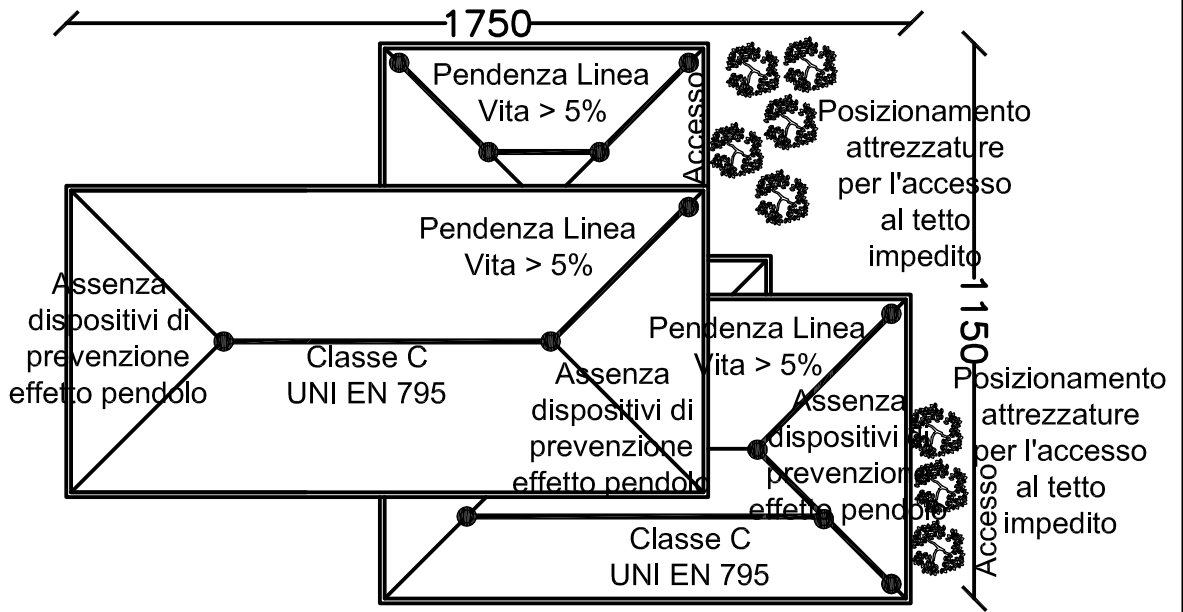 1750
Pendenza Linea
Vita > 5%
Accesso
Posizionamento
attrezzature
per l'accesso
al tetto
impedito
Pendenza Linea
Vita > 5%
1150
Assenza
dispositivi di
prevenzione
effetto pendolo
Classe C
UNI EN 795
Pendenza Linea
Vita > 5%
Assenza
dispositivi di
prevenzione
effetto pendolo
Assenza
dispositivi di
prevenzione
effetto pendolo
Posizionamento
attrezzature
per l'accesso
al tetto
impedito
Accesso
Classe C
UNI EN 795